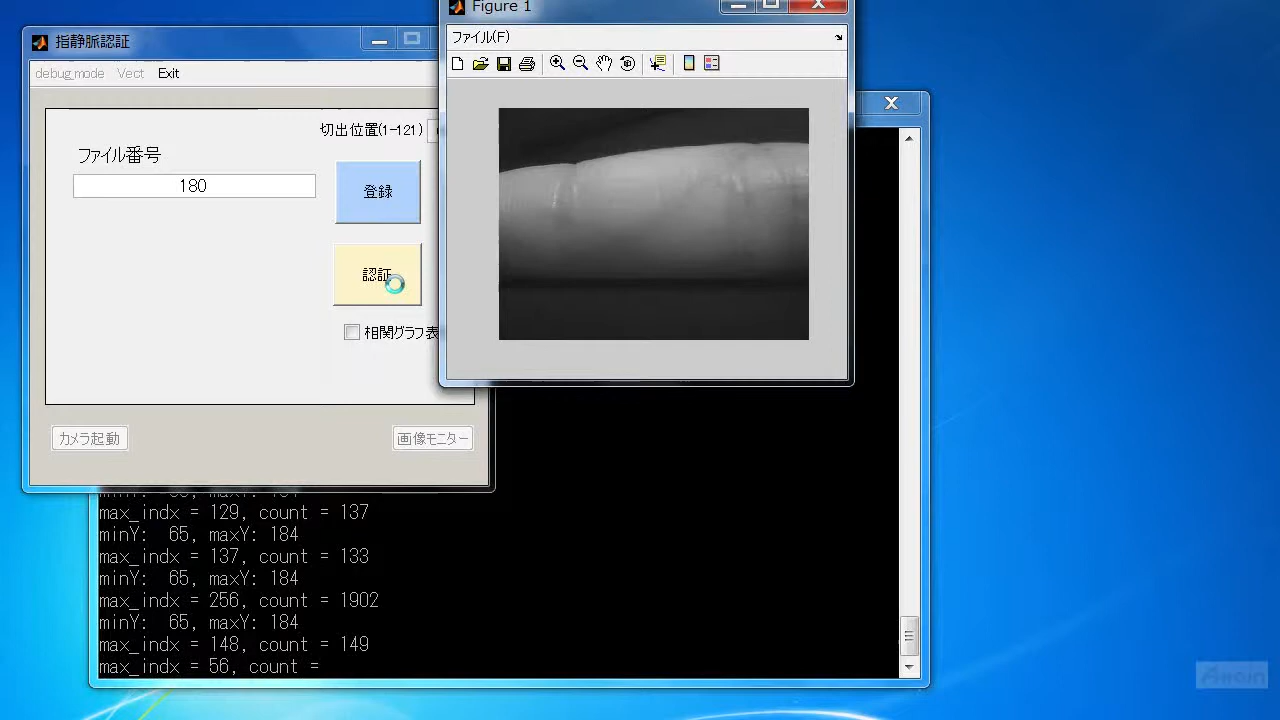 Figure 1
指静脈認証
ファイル(F)
debug_mode Vect Exit
切出位置(1-121)
ファイル番号
180
登録
認証
相関グラフ表
カメラ起動
画像モニター
max_indx = 129, count = 137
minY: 65, maxY: 184
max_indx = 137, count = 133
minY: 65, maxY: 184
max_indx = 256, count = 1902
minY: 65, maxY: 184
max_indx = 148, count = 149
max_indx = 56, count =